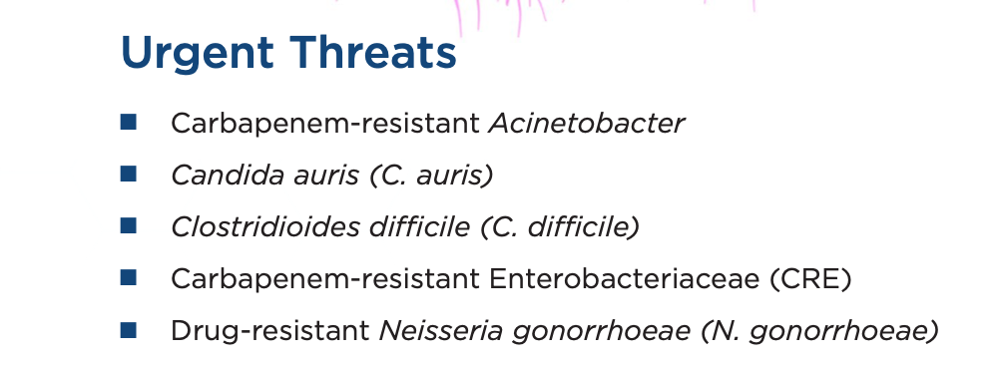 Urgent Threats
Carbapenem-resistant Acinetobacter
Candida auris (C. auris)
Clostridioides difficile (C. difficile)
Carbapenem-resistant Enterobacteriaceae (CRE)
Drug-resistant Neisseria gonorrhoeae (N. gonorrhoeae)